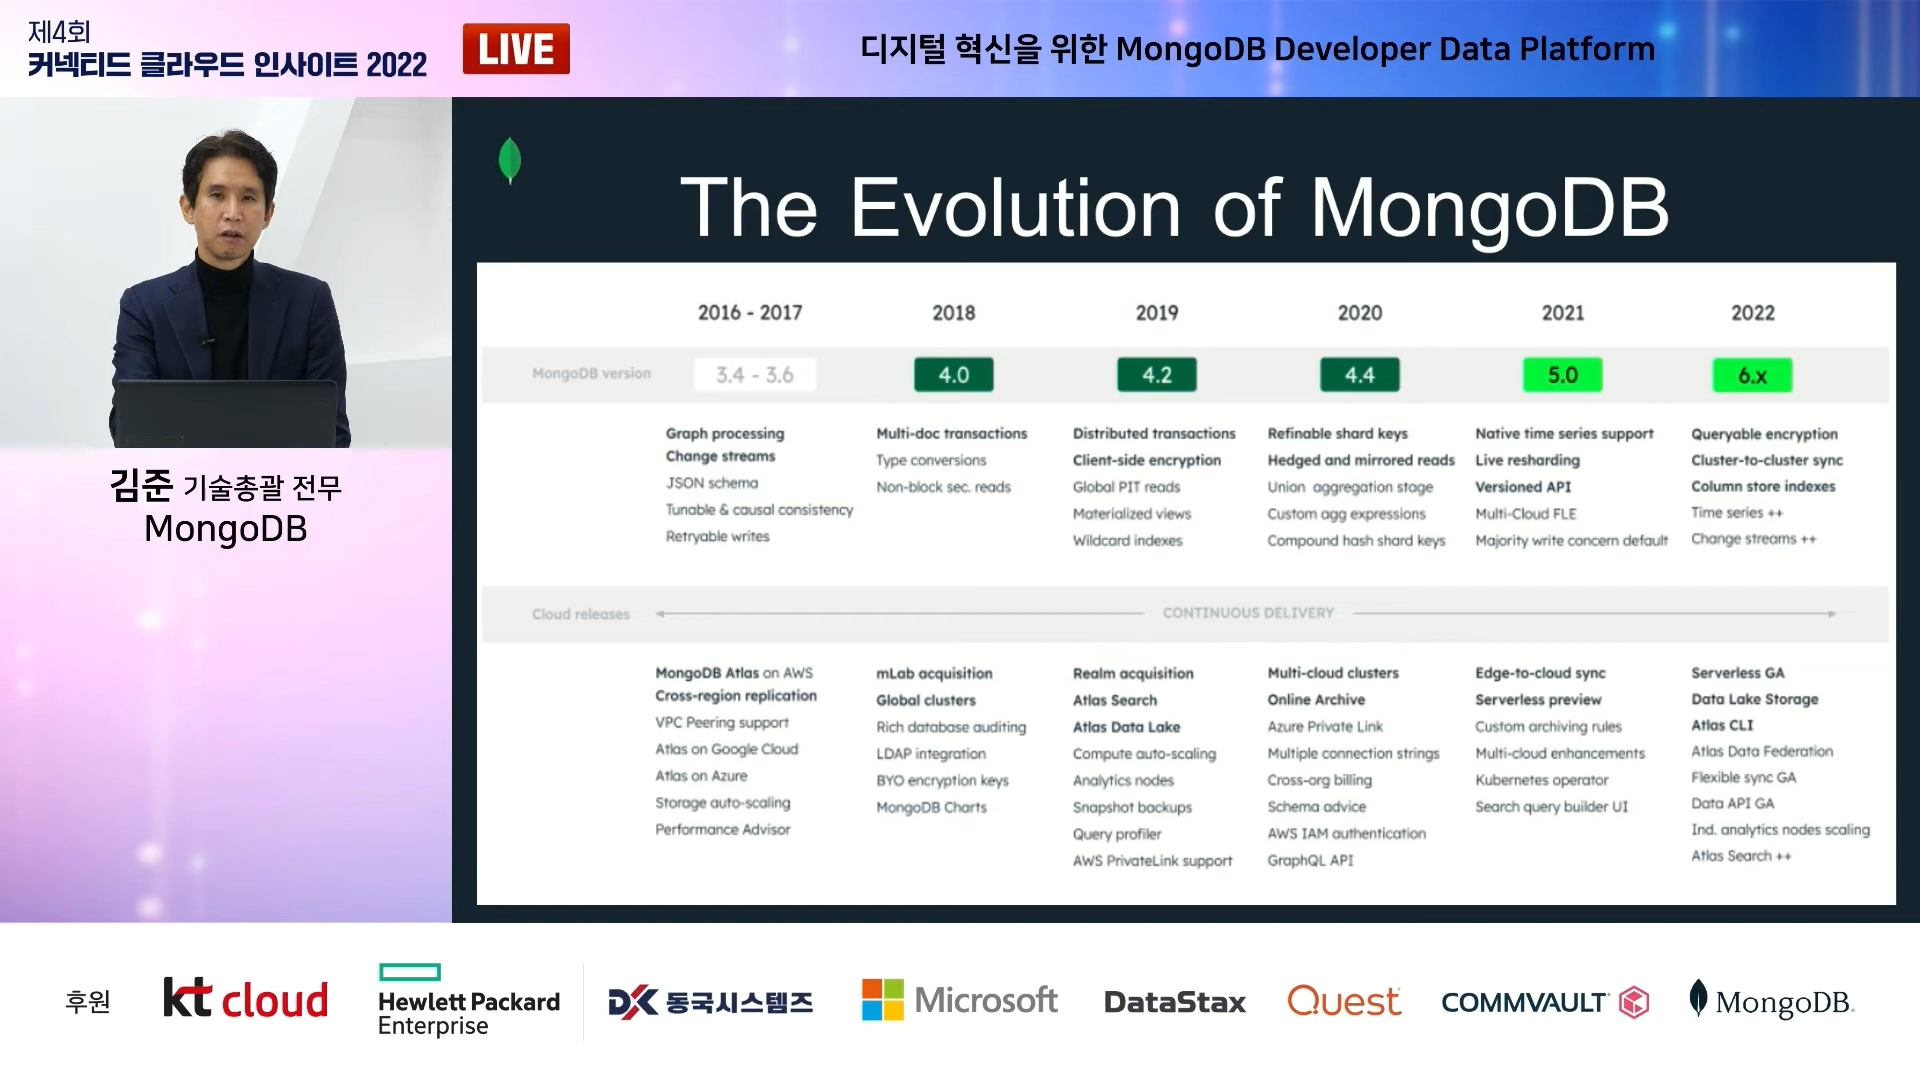 제4회
커넥티드 클라우드 인사이트 2022
LIVE
디지털 혁신을 위한 MongoDB Developer Data Platform
김준 기술총괄 전무
MongoDB
The Evolution of MongoDB
2016 - 2017
2018
2019
2020
2021
2022
MongoDB version
3.4 - 3.6
4.0
4.2
4.4
5.0
6.x
Graph processing
Change streams
JSON schema
Tunable & causal consistency
Retryable writes
Multi-doc transactions
Type conversions
Non-block sec. reads
Distributed transactions
Client-side encryption
Global PIT reads
Materialized views
Wildcard indexes
Refinable shard keys
Hedged and mirrored reads
Union aggregation stage
Custom agg expressions
Compound hash shard keys
Native time series support
Live resharding
Versioned API
Multi-Cloud FLE
Majority write concern default
Queryable encryption
Cluster-to-cluster sync
Column store indexes
Time series ++
Change streams ++
Cloud releases
CONTINUOUS DELIVERY
MongoDB Atlas on AWS
Cross-region replication
VPC Peering support
Atlas on Google Cloud
Atlas on Azure
Storage auto-scaling
Performance Advisor
mLab acquisition
Global clusters
Rich database auditing
LDAP integration
BYO encryption keys
MongoDB Charts
Realm acquisition
Atlas Search
Atlas Data Lake
Compute auto-scaling
Analytics nodes
Snapshot backups
Query profiler
AWS PrivateLink support
Multi-cloud clusters
Online Archive
Azure Private Link
Multiple connection strings
Cross-org billing
Schema advice
AWS IAM authentication
GraphQL API
Edge-to-cloud sync
Serverless preview
Custom archiving rules
Multi-cloud enhancements
Kubernetes operator
Search query builder UI
Serverless GA
Data Lake Storage
Atlas CLI
Atlas Data Federation
Flexible sync GA
Data API GA
Ind. analytics nodes scaling
Atlas Search ++
후원
kt cloud
Hewlett Packard
Enterprise
DK 동국시스템즈
Microsoft
DataStax
Quest
COMMVAULT
MongoDB.